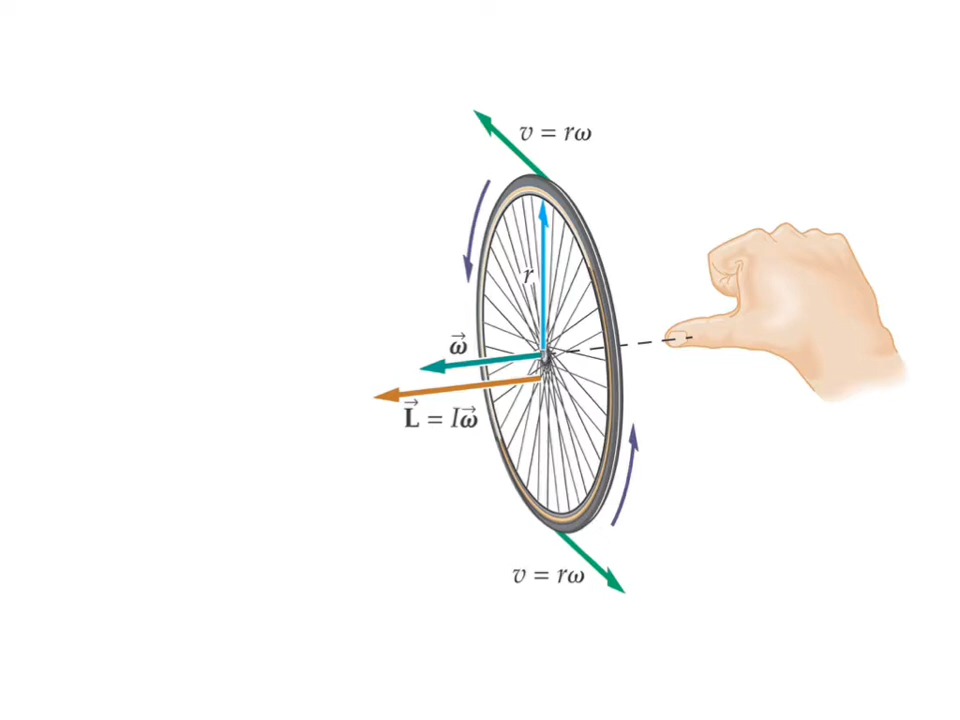 v = rω
r
ω⃗
L⃗ = Iω⃗
v = rω